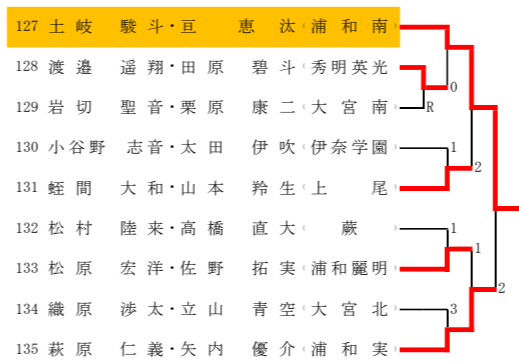 127 土岐 駿斗・亘 恵汰 (浦和南)
0
128 渡邉 遥翔・田原 碧斗 (秀明英光)
R
129 岩切 聖音・栗原 康二 (大宮南)
130 小谷野 志音・太田 伊吹 (伊奈学園) 1
2
131 蛭間 大和・山本 羚生 (上尾)
132 松村 陸来・高橋 直大 (蕨) 1
1
133 松原 宏洋・佐野 拓実 (浦和麗明)
2
134 織原 渉太・立山 青空 (大宮北) 3
135 萩原 仁義・矢内 優介 (浦和実)